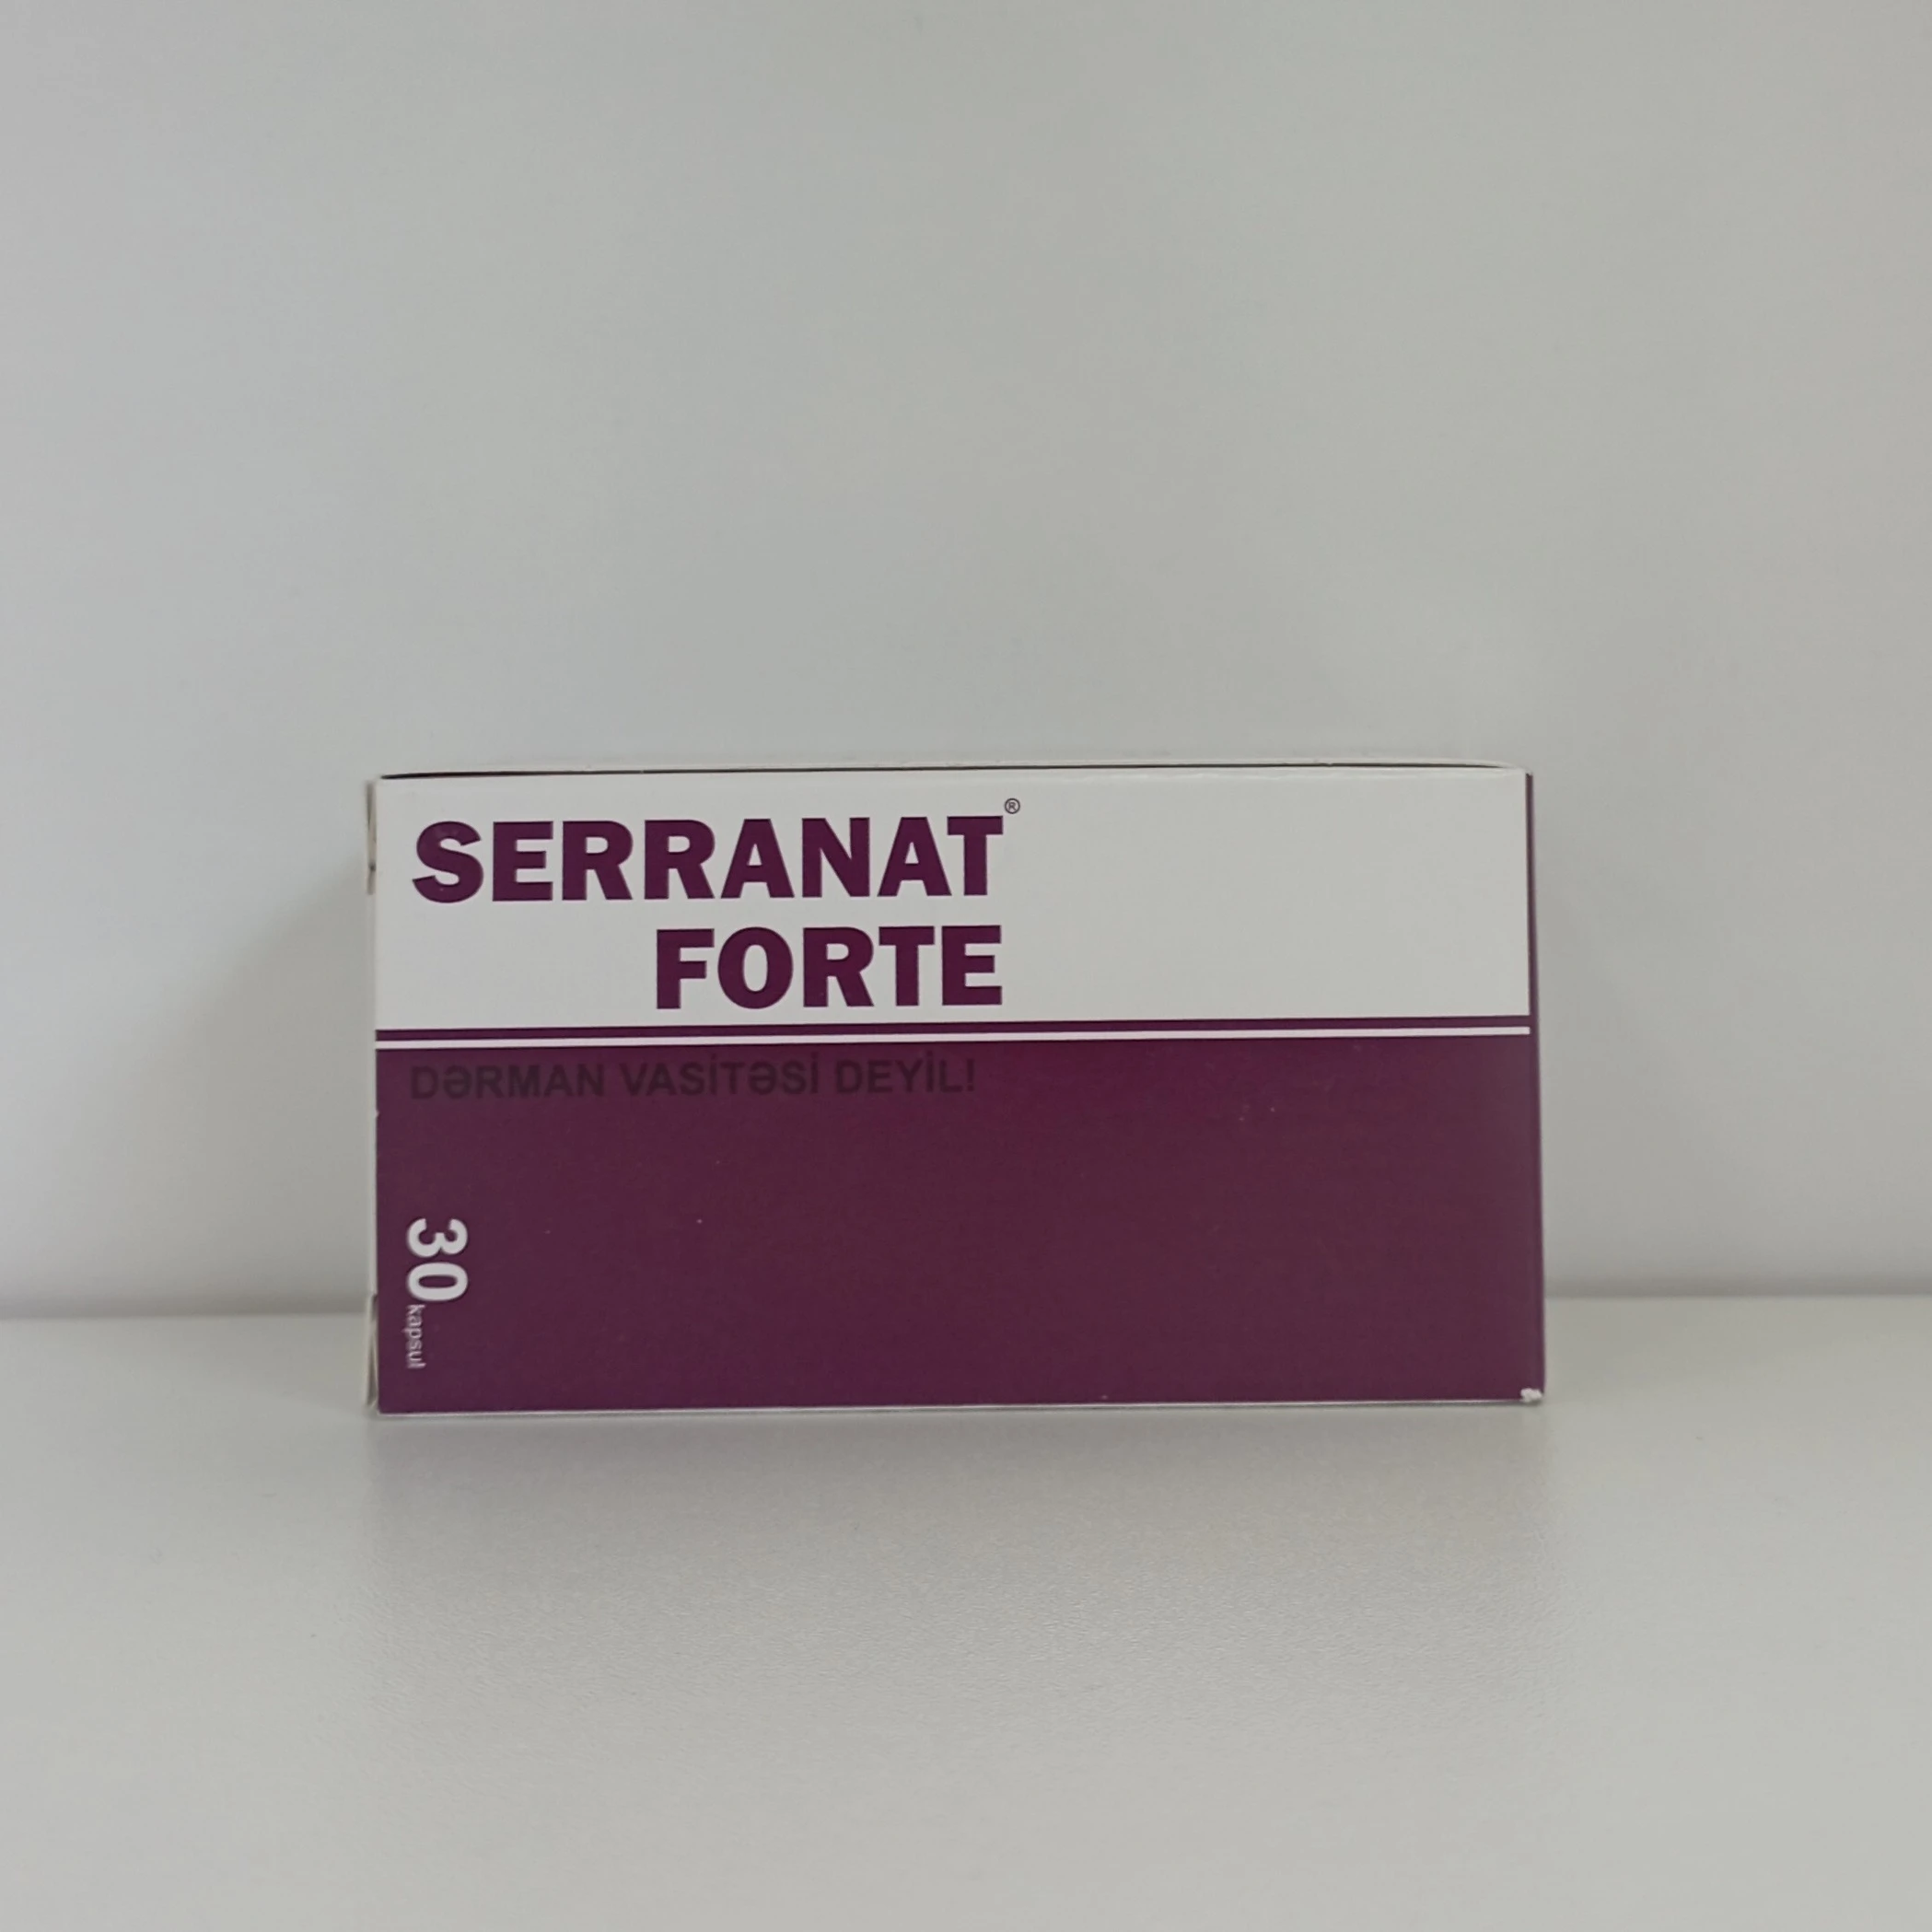 SERRANAT®
FORTE
DƏRMAN VASİTƏSİ DEYİL!
30 kapsul